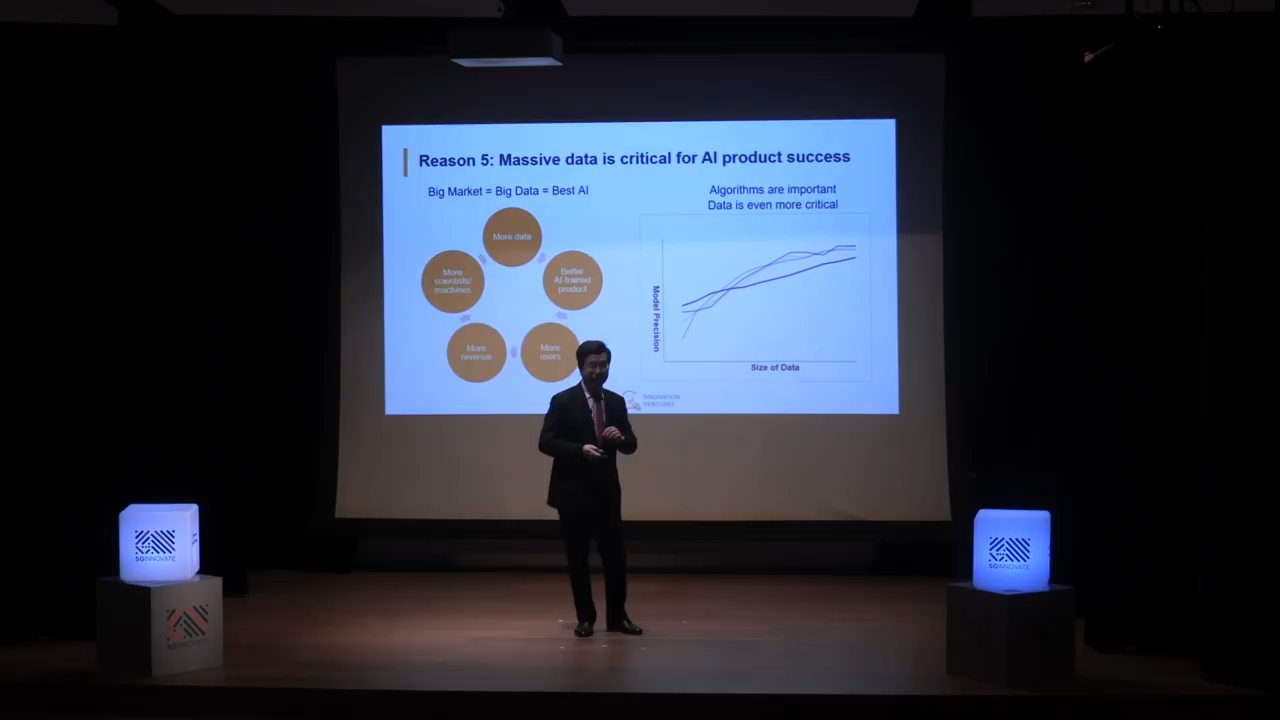 Reason 5: Massive data is critical for AI product success
Big Market = Big Data = Best AI
More data
Better
AI-trained
product
More
users
More
revenue
More
scientists/
machines
Algorithms are important
Data is even more critical
Model Precision
Size of Data
SINOVATION
VENTURES
SGINNOVATE
SGINNOVATE
SGINNOVATE